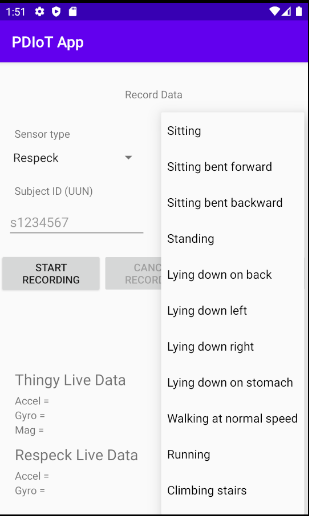 1:51
PDIoT App
Record Data
Sensor type
Respeck
Subject ID (UUN)
s1234567
START
RECORDING
CANC
RECORD
Sitting
Sitting bent forward
Sitting bent backward
Standing
Lying down on back
Lying down left
Lying down right
Lying down on stomach
Walking at normal speed
Running
Climbing stairs
Thingy Live Data
Accel =
Gyro =
Mag =
Respeck Live Data
Accel =
Gyro =